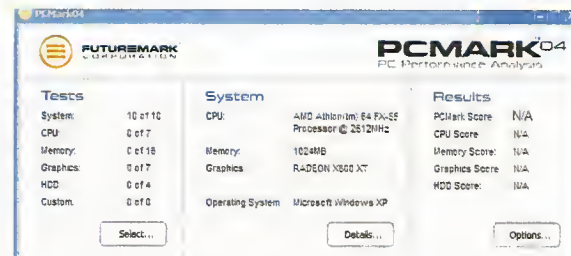 PCMark04
FUTUREMARK
CORPORATION
PCMARK04
PC Performance Analysis
Tests
System: 10 of 10
CPU: 0 of 7
Memory: 0 of 16
Graphics: 0 of 7
HDD: 0 of 4
Custom: 0 of 0
Select...
System
CPU: AMD Athlon(tm) 64 FX-55
Processor @ 2612MHz
Memory: 1024MB
Graphics RADEON X800 XT
Operating System Microsoft Windows XP
Details...
Results
PCMark Score N/A
CPU Score N/A
Memory Score: N/A
Graphics Score N/A
HDD Score: N/A
Options...